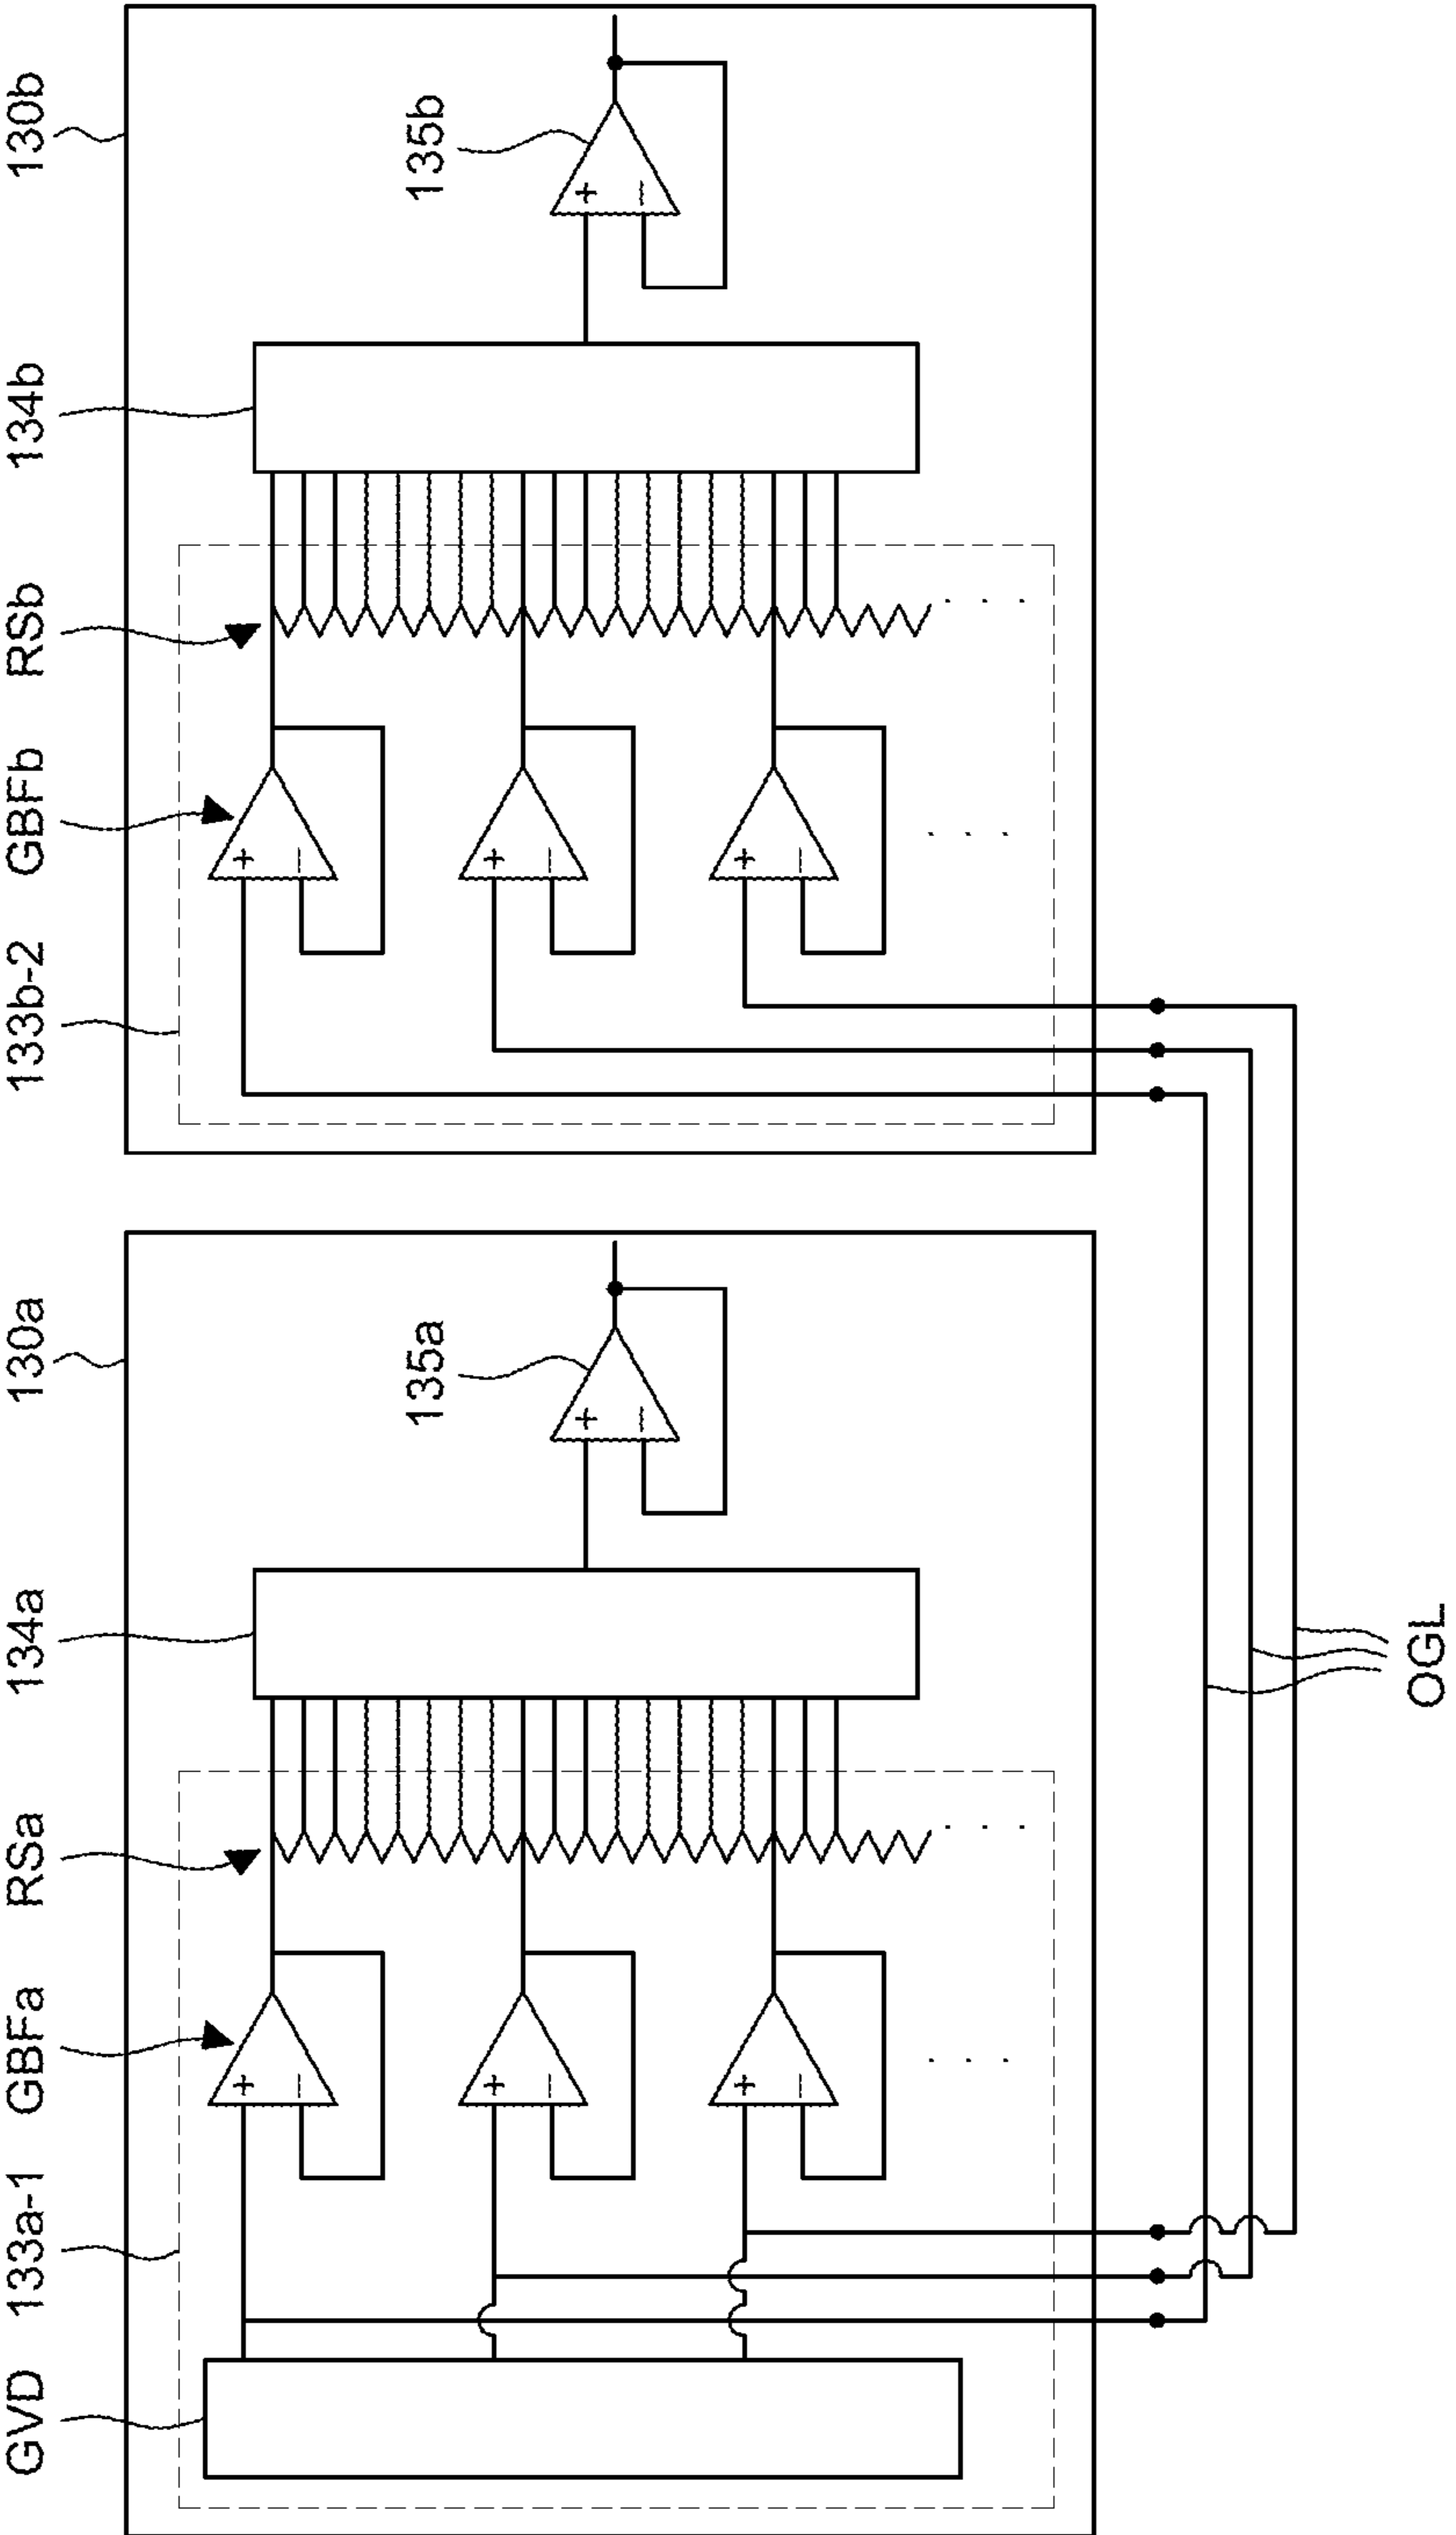 GVD 133a-1 GBFa RSa 134a 130a
135a
133b-2 GBFb RSb 134b 130b
135b
+ − + − + − + −
+ − + − + − + −
OGL